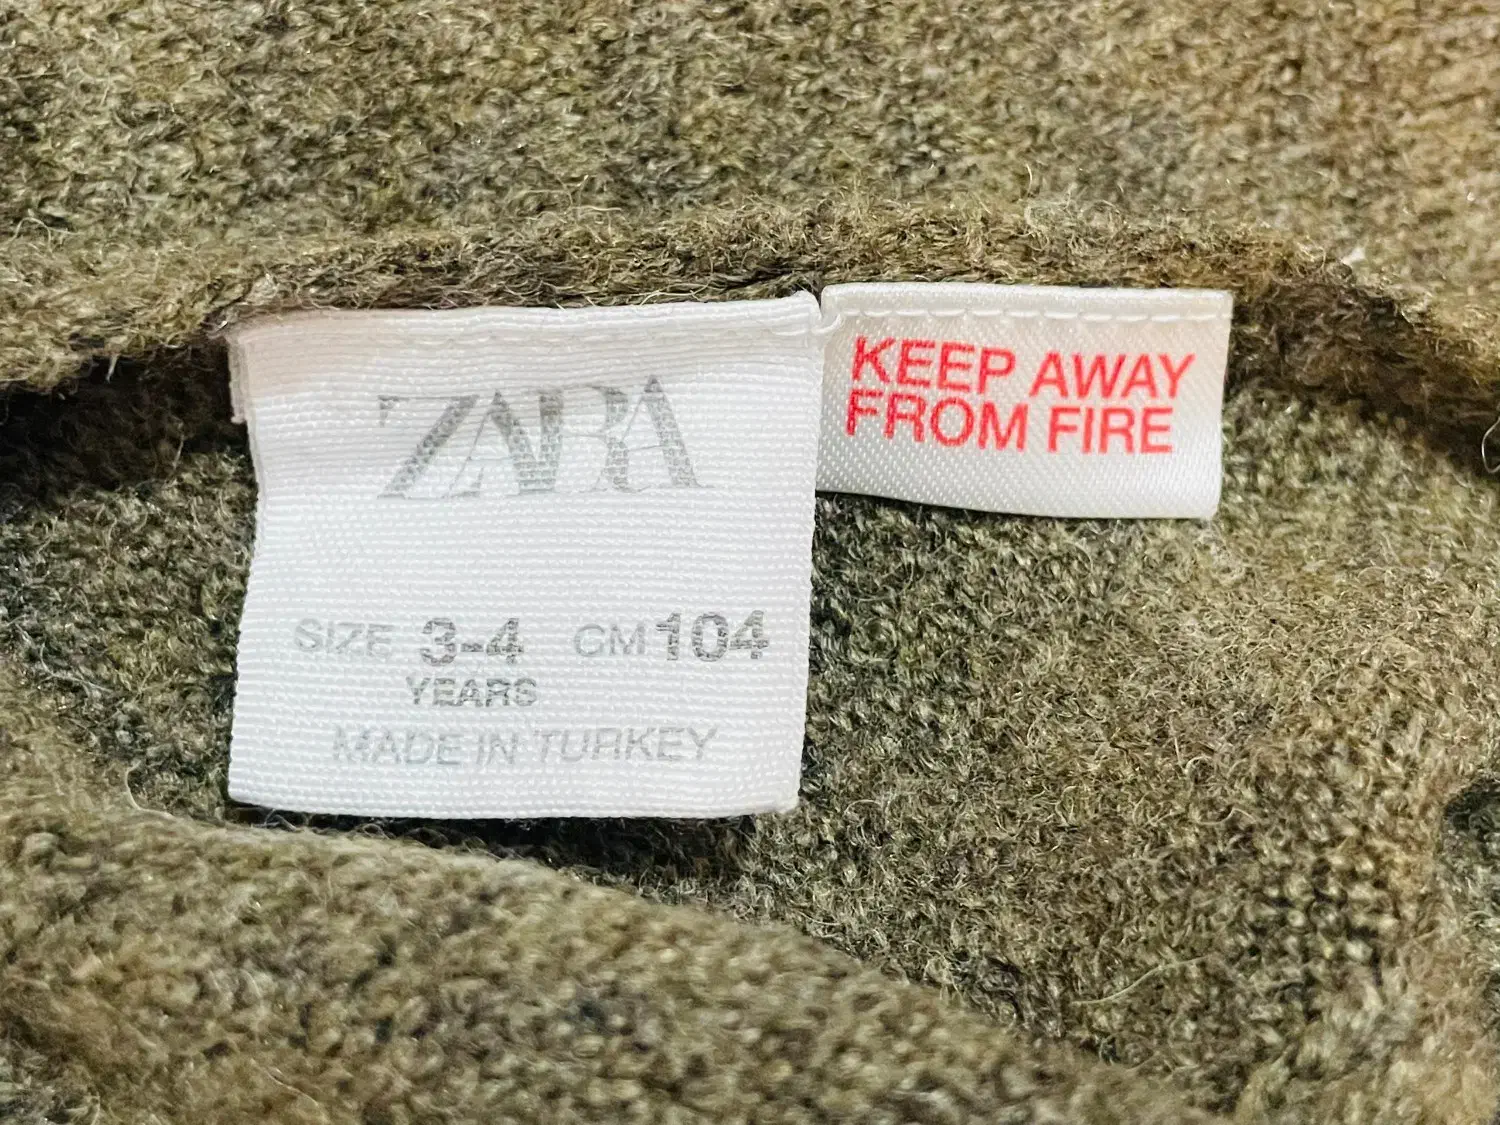 ZARA
SIZE 3-4 CM 104
YEARS
MADE IN TURKEY
KEEP AWAY
FROM FIRE